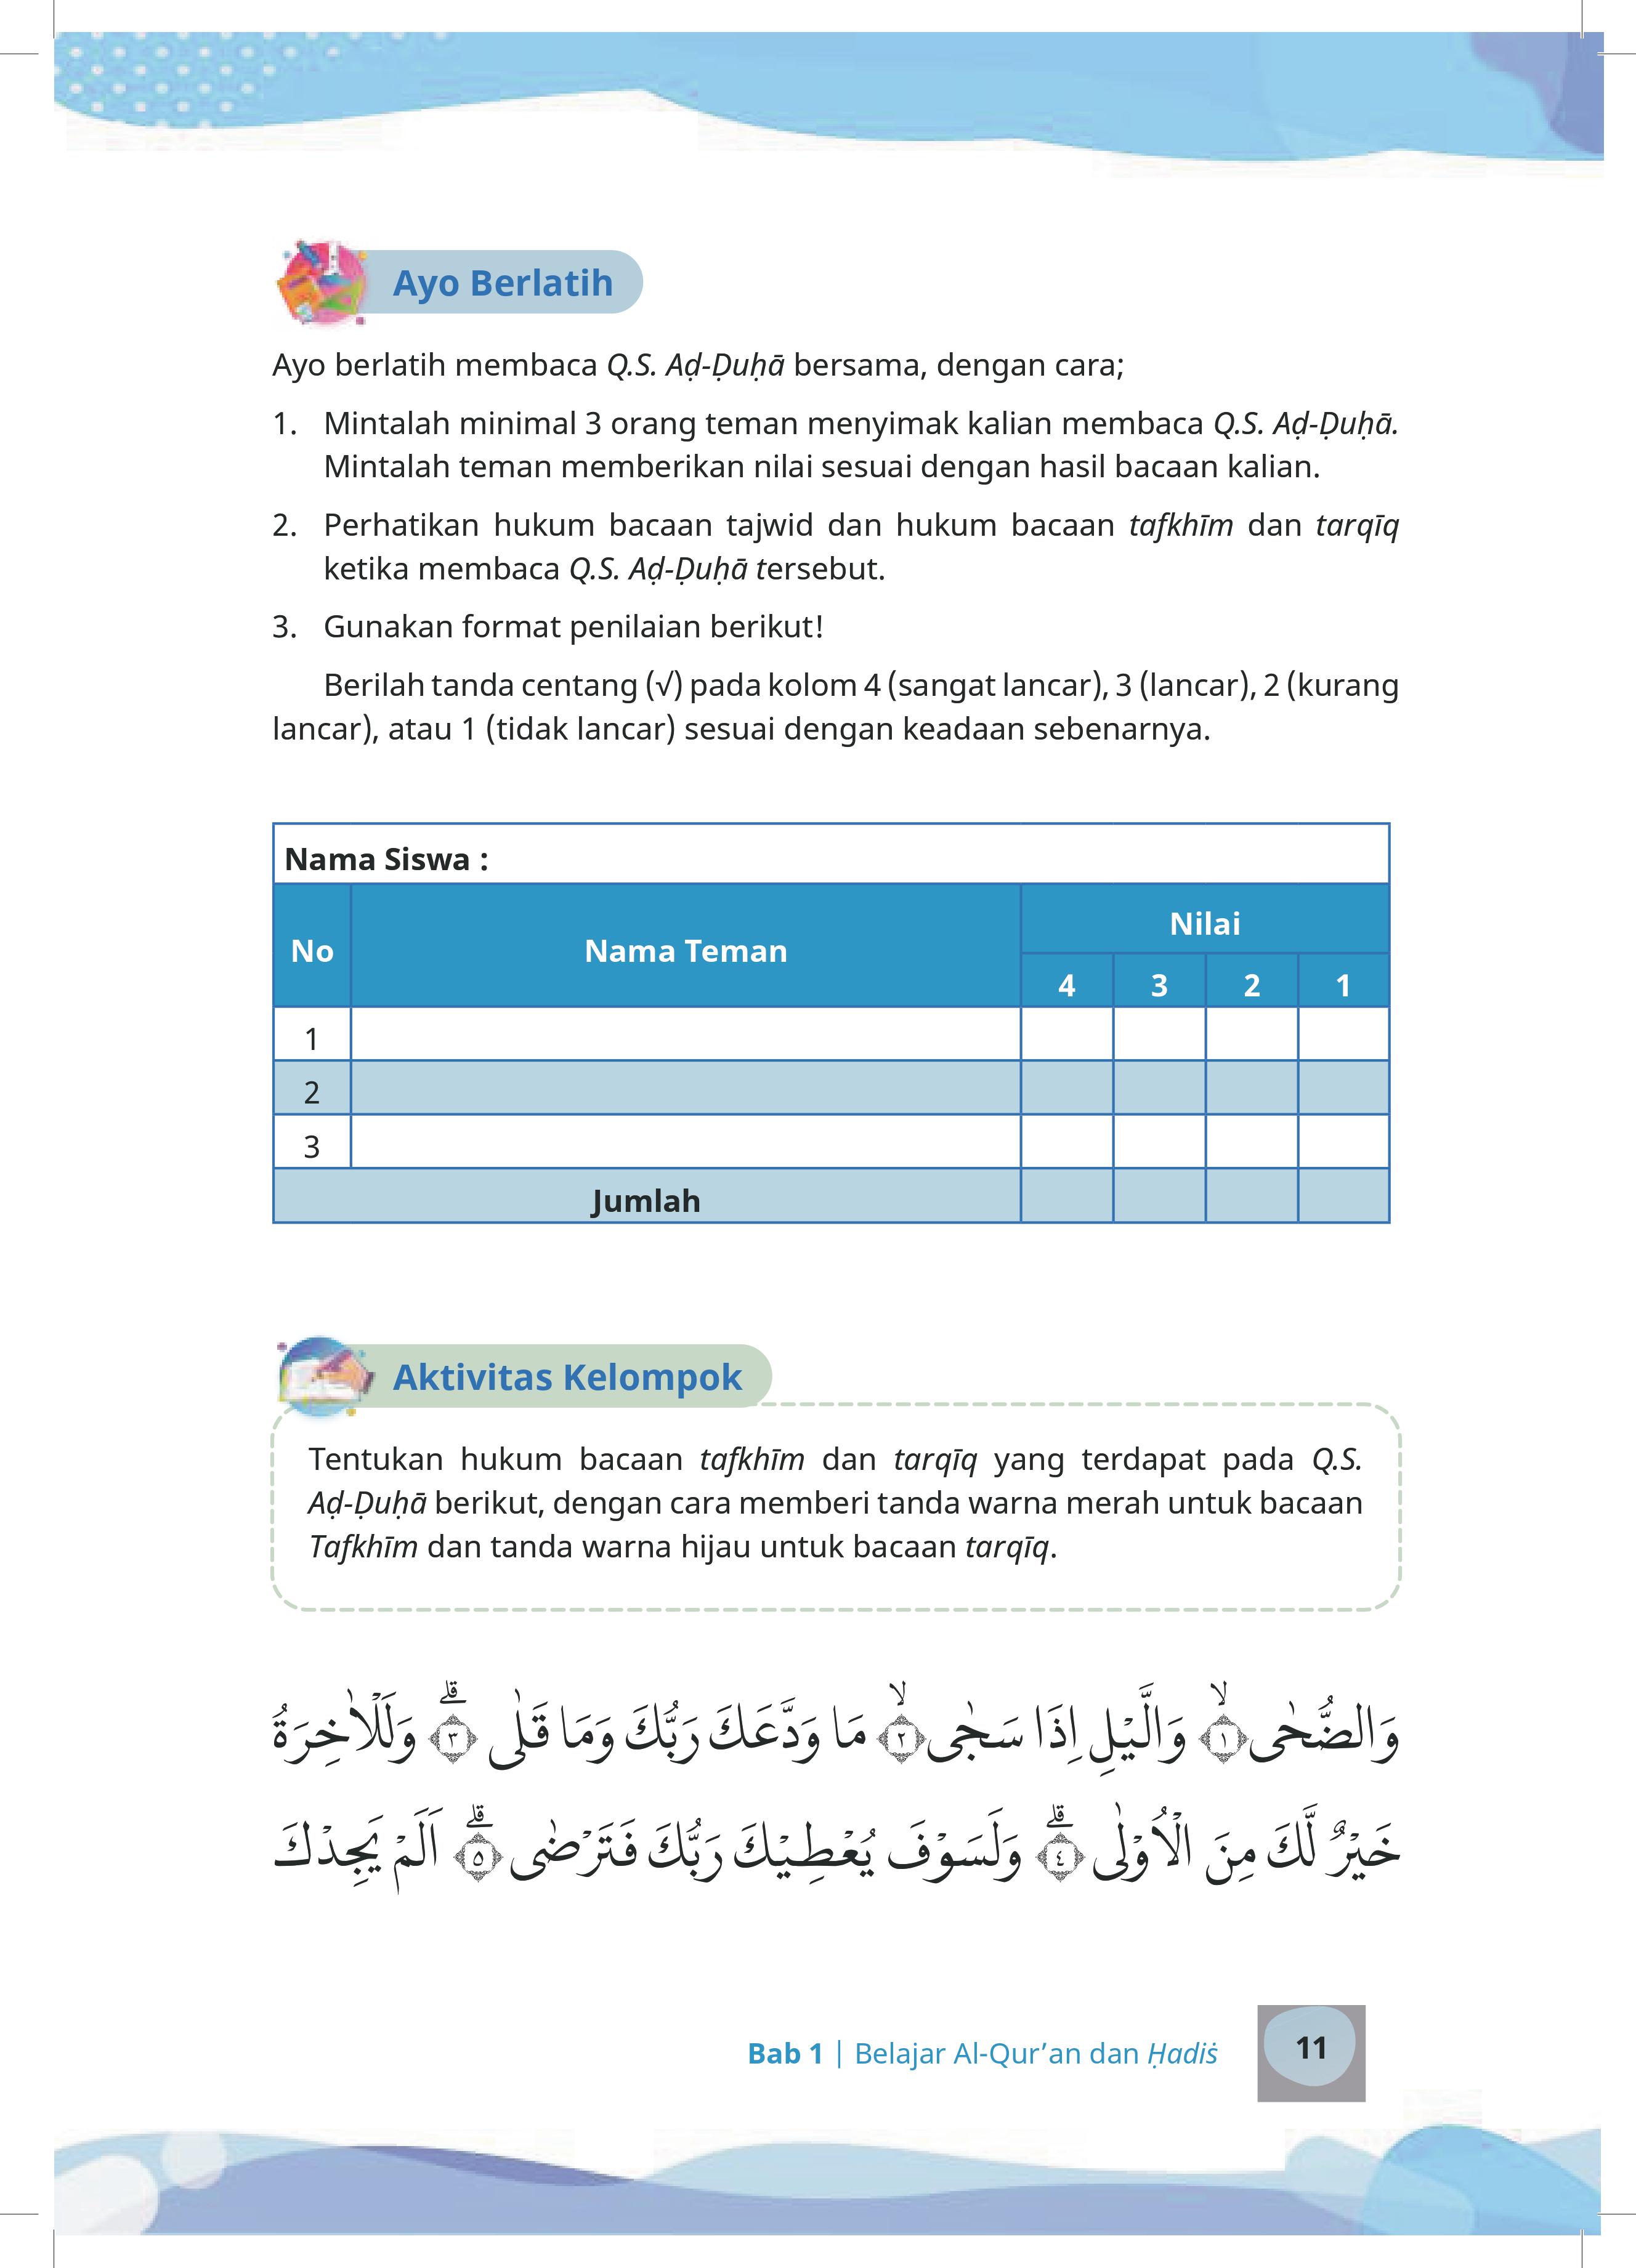 Ayo Berlatih
Ayo berlatih membaca Q.S. Aḍ-Ḍuḥā bersama, dengan cara;
1. Mintalah minimal 3 orang teman menyimak kalian membaca Q.S. Aḍ-Ḍuḥā.
Mintalah teman memberikan nilai sesuai dengan hasil bacaan kalian.
2. Perhatikan hukum bacaan tajwid dan hukum bacaan tafkhīm dan tarqīq
ketika membaca Q.S. Aḍ-Ḍuḥā tersebut.
3. Gunakan format penilaian berikut!
Berilah tanda centang (√) pada kolom 4 (sangat lancar), 3 (lancar), 2 (kurang
lancar), atau 1 (tidak lancar) sesuai dengan keadaan sebenarnya.
Nama Siswa :
No Nama Teman Nilai
4 3 2 1
1
2
3
Jumlah
Aktivitas Kelompok
Tentukan hukum bacaan tafkhīm dan tarqīq yang terdapat pada Q.S.
Aḍ-Ḍuḥā berikut, dengan cara memberi tanda warna merah untuk bacaan
Tafkhīm dan tanda warna hijau untuk bacaan tarqīq.
وَالضُّحٰىۙ ١ وَالَّيْلِ اِذَا سَجٰىۙ ٢ مَا وَدَّعَكَ رَبُّكَ وَمَا قَلٰىۗ ٣ وَلَلْاٰخِرَةُ
خَيْرٌ لَّكَ مِنَ الْاُوْلٰىۗ ٤ وَلَسَوْفَ يُعْطِيْكَ رَبُّكَ فَتَرْضٰىۗ ٥ اَلَمْ يَجِدْكَ
Bab 1 | Belajar Al-Qur’an dan Ḥadiṡ 11